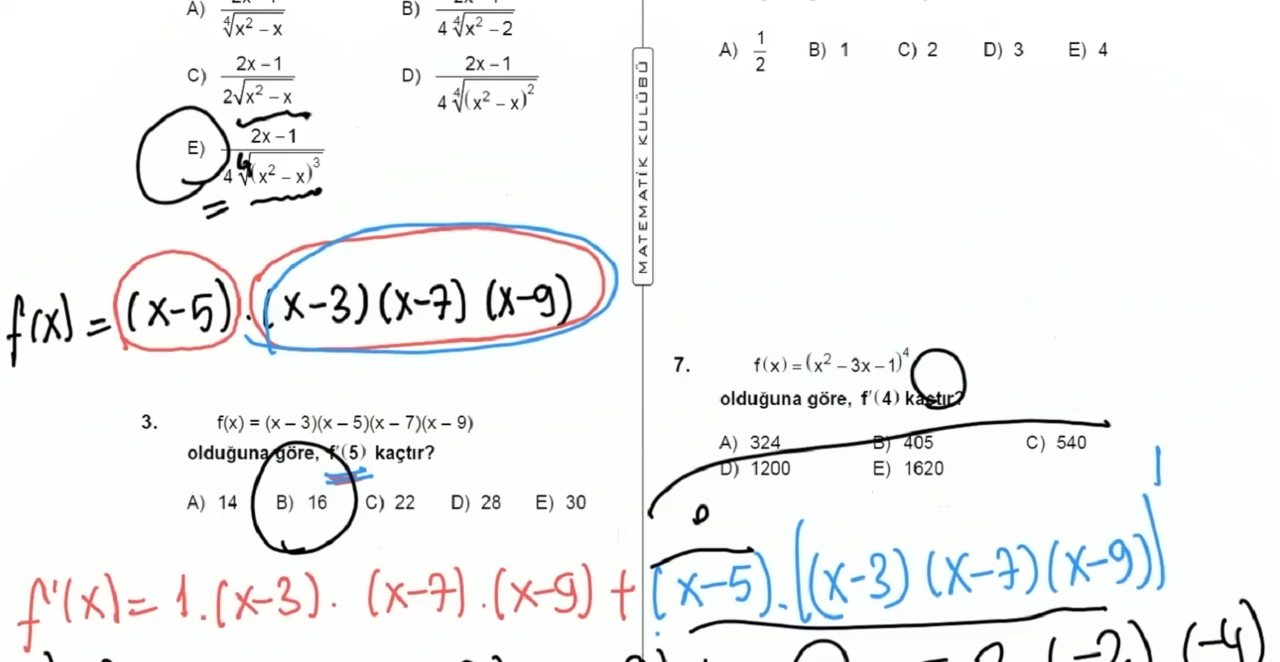 A) ∜x² − x
B) 4∜x² − 2
C) 2x − 1 / 2√x² − x
D) 2x − 1 / 4∜(x² − x)²
E) 2x − 1 / 4∜(x² − x)³
=
f(x) = (x−5) . (x−3)(x−7)(x−9)
3. f(x) = (x − 3)(x − 5)(x − 7)(x − 9)
olduğuna göre, f'(5) kaçtır?
A) 14 B) 16 C) 22 D) 28 E) 30
MATEMATİK KULÜBÜ
A) 1/2 B) 1 C) 2 D) 3 E) 4
7. f(x) = (x² − 3x − 1)⁴
olduğuna göre, f'(4) kaçtır?
A) 324 B) 405 C) 540
D) 1200 E) 1620
0
f'(x) = 1.(x−3). (x−7).(x−9) + (x−5).[(x−3)(x−7)(x−9)]'
(−2) (−4)